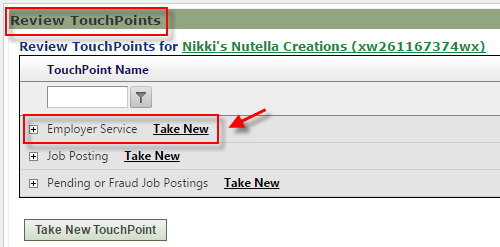 Review TouchPoints
Review TouchPoints for Nikki's Nutella Creations (xw261167374wx)
TouchPoint Name
Employer Service Take New
Job Posting Take New
Pending or Fraud Job Postings Take New
Take New TouchPoint